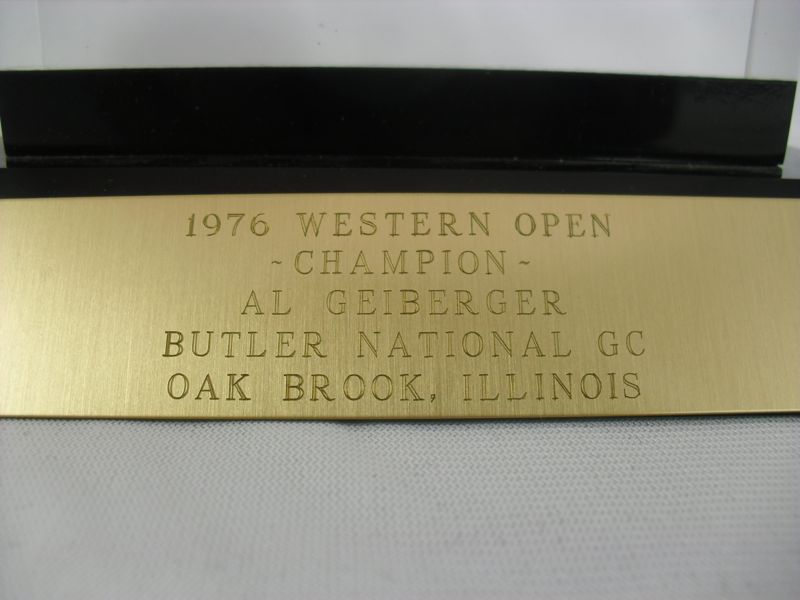 1976 WESTERN OPEN
~CHAMPION~
AL GEIBERGER
BUTLER NATIONAL GC
OAK BROOK, ILLINOIS